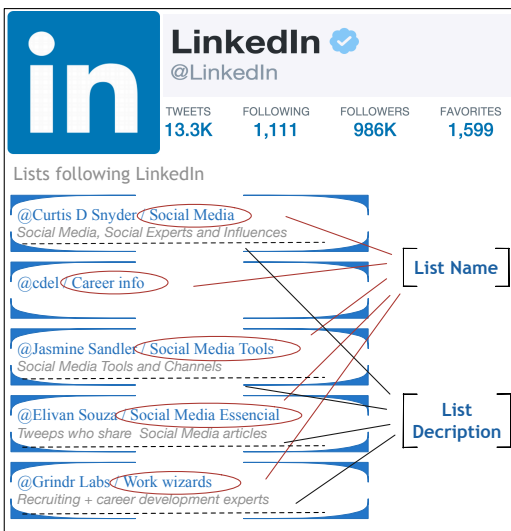 in
LinkedIn
@LinkedIn
TWEETS FOLLOWING FOLLOWERS FAVORITES
13.3K 1,111 986K 1,599
Lists following LinkedIn
@Curtis D Snyder / Social Media
Social Media, Social Experts and Influences
@cdel / Career info
@Jasmine Sandler / Social Media Tools
Social Media Tools and Channels
@Elivan Souza / Social Media Essencial
Tweeps who share Social Media articles
@Grindr Labs / Work wizards
Recruiting + career development experts
List Name
List
Decription